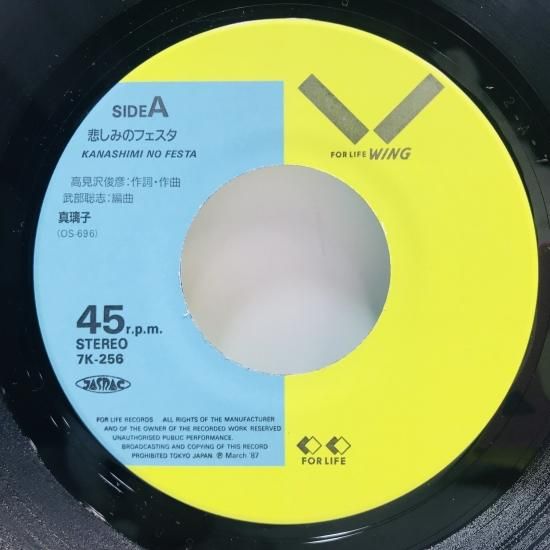 SIDE A
悲しみのフェスタ
KANASHIMI NO FESTA
高見沢俊彦:作詞・作曲
武部聡志:編曲
真璃子
(OS-696)
FOR LIFE WING
45 r.p.m.
STEREO
7K-256
JASRAC
FOR LIFE RECORDS ALL RIGHTS OF THE MANUFACTURER
AND OF THE OWNER OF THE RECORDED WORK RESERVED
UNAUTHORISED PUBLIC PERFORMANCE.
BROADCASTING AND COPYING OF THIS RECORD
PROHIBITED TOKYO JAPAN. ℗ March '87
FOR LIFE